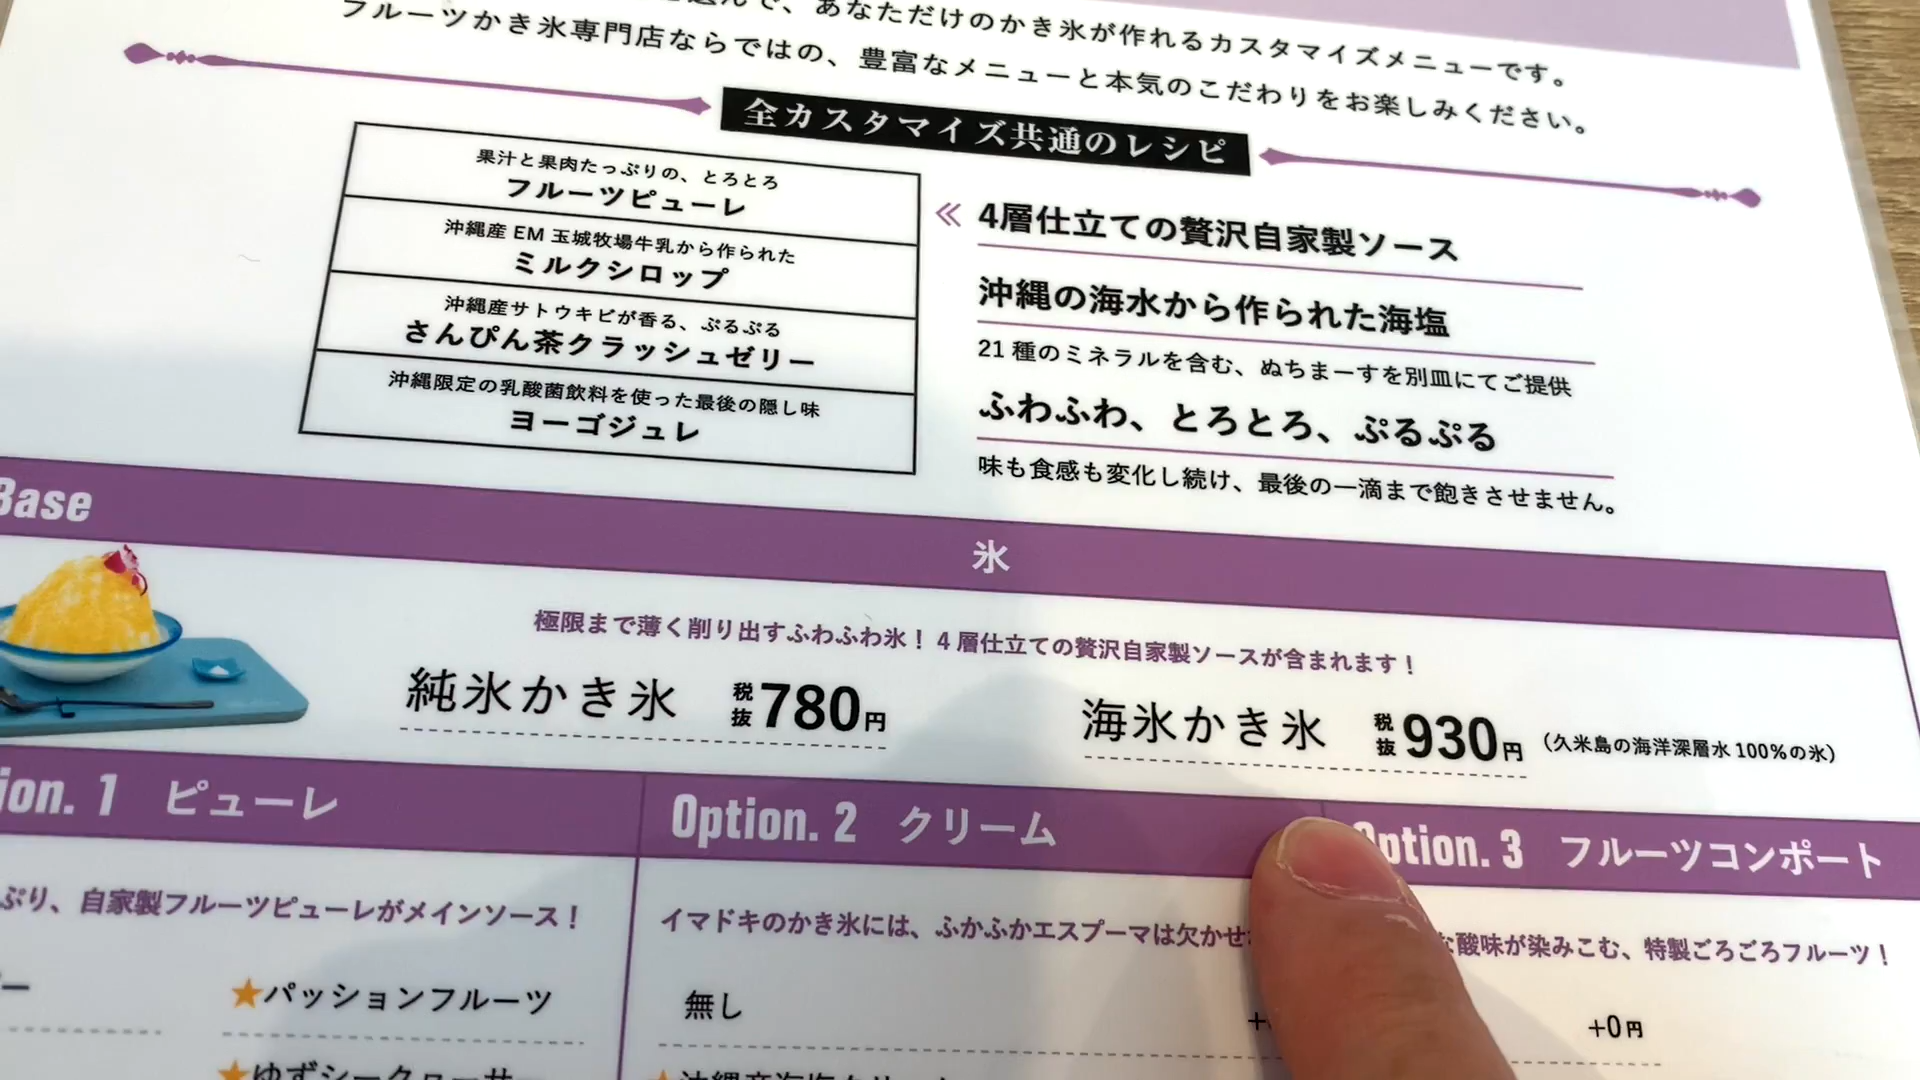 で、あなただけのかき氷が作れるカスタマイズメニューです。
フルーツかき氷専門店ならではの、豊富なメニューと本気のこだわりをお楽しみください。
全カスタマイズ共通のレシピ
果汁と果肉たっぷりの、とろとろ
フルーツピューレ
沖縄産EM玉城牧場牛乳から作られた
ミルクシロップ
沖縄産サトウキビが香る、ぷるぷる
さんぴん茶クラッシュゼリー
沖縄限定の乳酸菌飲料を使った最後の隠し味
ヨーゴジュレ
≪ 4層仕立ての贅沢自家製ソース
沖縄の海水から作られた海塩
21種のミネラルを含む、ぬちまーすを別皿にてご提供
ふわふわ、とろとろ、ぷるぷる
味も食感も変化し続け、最後の一滴まで飽きさせません。
Base
氷
極限まで薄く削り出すふわふわ氷！4層仕立ての贅沢自家製ソースが含まれます！
純氷かき氷 税抜780円
海氷かき氷 税抜930円 （久米島の海洋深層水100%の氷）
ion. 1 ピューレ
ぷり、自家製フルーツピューレがメインソース！
★パッションフルーツ
Option. 2 クリーム
イマドキのかき氷には、ふかふかエスプーマは欠かせ
無し
Option. 3 フルーツコンポート
な酸味が染みこむ、特製ごろごろフルーツ！
+0円